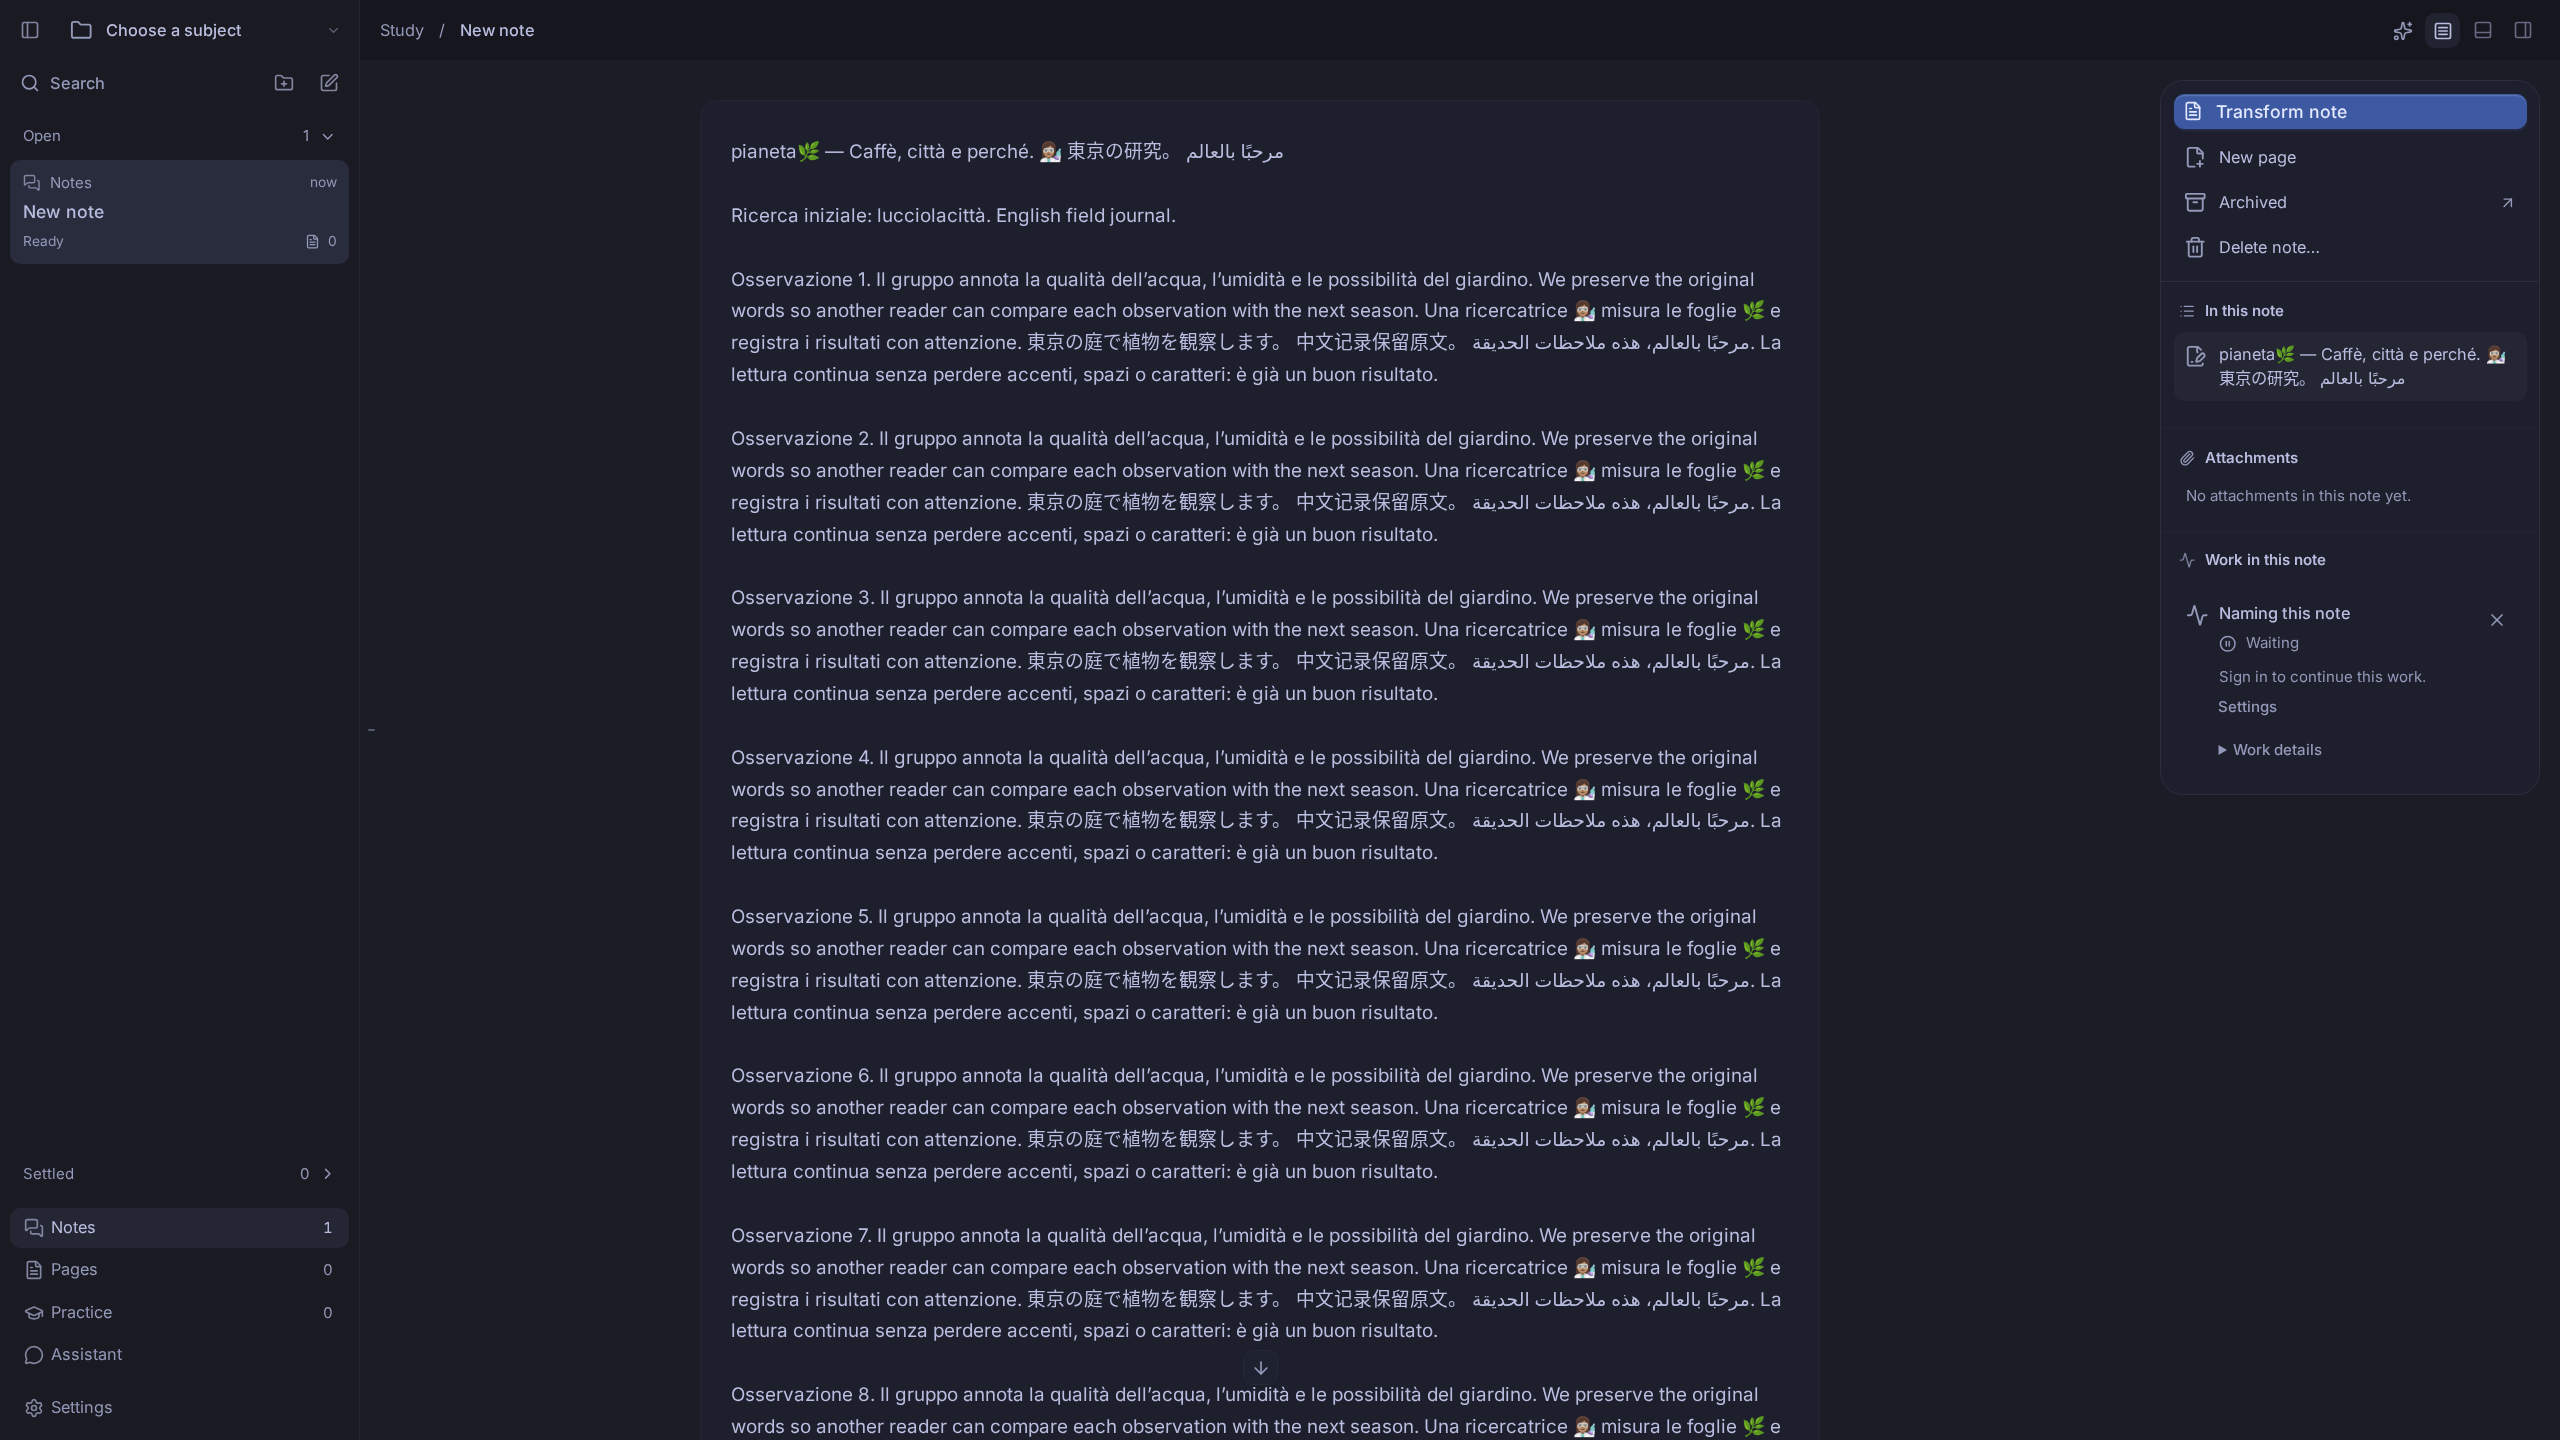 Choose a subject
Search
Open 1
Notes now
New note
Ready 0
Settled 0
Notes 1
Pages 0
Practice 0
Assistant
Settings
Study / New note
pianeta🌿 — Caffè, città e perché. 👩🏽‍🔬 東京の研究。 مرحبًا بالعالم
Ricerca iniziale: lucciolacittà. English field journal.
Osservazione 1. Il gruppo annota la qualità dell’acqua, l’umidità e le possibilità del giardino. We preserve the original
words so another reader can compare each observation with the next season. Una ricercatrice 👩🏽‍🔬 misura le foglie 🌿 e
registra i risultati con attenzione. 東京の庭で植物を観察します。 中文记录保留原文。 مرحبًا بالعالم، هذه ملاحظات الحديقة. La
lettura continua senza perdere accenti, spazi o caratteri: è già un buon risultato.
Osservazione 2. Il gruppo annota la qualità dell’acqua, l’umidità e le possibilità del giardino. We preserve the original
words so another reader can compare each observation with the next season. Una ricercatrice 👩🏽‍🔬 misura le foglie 🌿 e
registra i risultati con attenzione. 東京の庭で植物を観察します。 中文记录保留原文。 مرحبًا بالعالم، هذه ملاحظات الحديقة. La
lettura continua senza perdere accenti, spazi o caratteri: è già un buon risultato.
Osservazione 3. Il gruppo annota la qualità dell’acqua, l’umidità e le possibilità del giardino. We preserve the original
words so another reader can compare each observation with the next season. Una ricercatrice 👩🏽‍🔬 misura le foglie 🌿 e
registra i risultati con attenzione. 東京の庭で植物を観察します。 中文记录保留原文。 مرحبًا بالعالم، هذه ملاحظات الحديقة. La
lettura continua senza perdere accenti, spazi o caratteri: è già un buon risultato.
Osservazione 4. Il gruppo annota la qualità dell’acqua, l’umidità e le possibilità del giardino. We preserve the original
words so another reader can compare each observation with the next season. Una ricercatrice 👩🏽‍🔬 misura le foglie 🌿 e
registra i risultati con attenzione. 東京の庭で植物を観察します。 中文记录保留原文。 مرحبًا بالعالم، هذه ملاحظات الحديقة. La
lettura continua senza perdere accenti, spazi o caratteri: è già un buon risultato.
Osservazione 5. Il gruppo annota la qualità dell’acqua, l’umidità e le possibilità del giardino. We preserve the original
words so another reader can compare each observation with the next season. Una ricercatrice 👩🏽‍🔬 misura le foglie 🌿 e
registra i risultati con attenzione. 東京の庭で植物を観察します。 中文记录保留原文。 مرحبًا بالعالم، هذه ملاحظات الحديقة. La
lettura continua senza perdere accenti, spazi o caratteri: è già un buon risultato.
Osservazione 6. Il gruppo annota la qualità dell’acqua, l’umidità e le possibilità del giardino. We preserve the original
words so another reader can compare each observation with the next season. Una ricercatrice 👩🏽‍🔬 misura le foglie 🌿 e
registra i risultati con attenzione. 東京の庭で植物を観察します。 中文记录保留原文。 مرحبًا بالعالم، هذه ملاحظات الحديقة. La
lettura continua senza perdere accenti, spazi o caratteri: è già un buon risultato.
Osservazione 7. Il gruppo annota la qualità dell’acqua, l’umidità e le possibilità del giardino. We preserve the original
words so another reader can compare each observation with the next season. Una ricercatrice 👩🏽‍🔬 misura le foglie 🌿 e
registra i risultati con attenzione. 東京の庭で植物を観察します。 中文记录保留原文。 مرحبًا بالعالم، هذه ملاحظات الحديقة. La
lettura continua senza perdere accenti, spazi o caratteri: è già un buon risultato.
Osservazione 8. Il gruppo annota la qualità dell’acqua, l’umidità e le possibilità del giardino. We preserve the original
words so another reader can compare each observation with the next season. Una ricercatrice 👩🏽‍🔬 misura le foglie 🌿 e
Transform note
New page
Archived
Delete note...
In this note
pianeta🌿 — Caffè, città e perché. 👩🏽‍🔬
東京の研究。 مرحبًا بالعالم
Attachments
No attachments in this note yet.
Work in this note
Naming this note
Waiting
Sign in to continue this work.
Settings
Work details